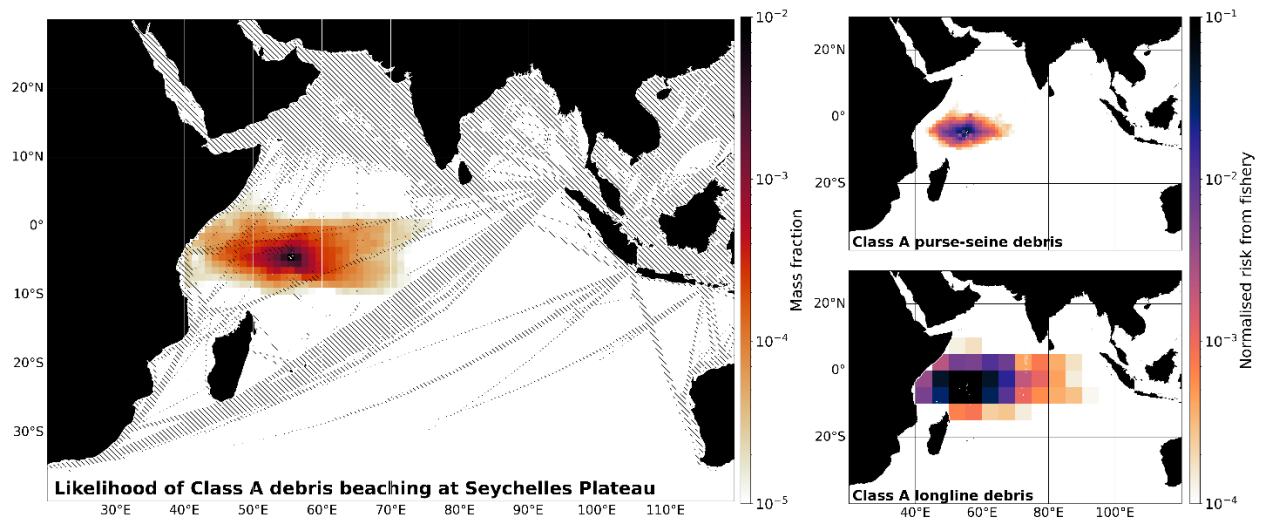 20°N
10°N
0°
10°S
20°S
30°S
30°E
40°E
50°E
60°E
70°E
80°E
90°E
100°E
110°E
Likelihood of Class A debris beaching at Seychelles Plateau
10⁻²
10⁻³
10⁻⁴
10⁻⁵
Mass fraction
20°N
0°
20°S
Class A purse-seine debris
20°N
0°
20°S
40°E
60°E
80°E
100°E
Class A longline debris
10⁻¹
10⁻²
10⁻³
10⁻⁴
Normalised risk from fishery